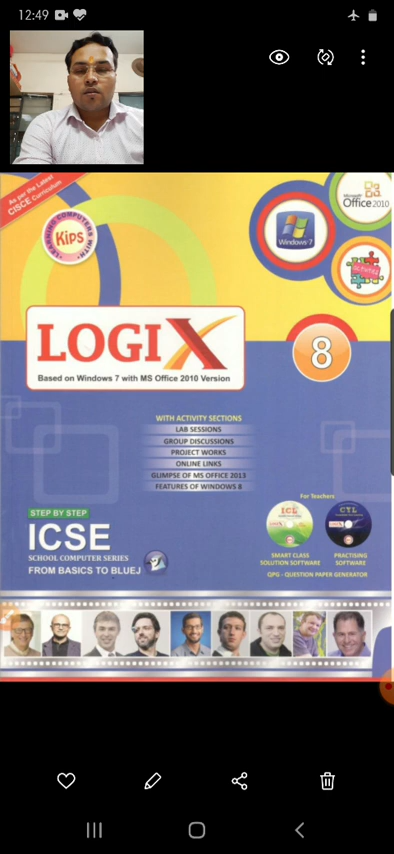 12:49
As per the Latest
CISCE Curriculum
LEARNING COMPUTERS WITH
Kips
Windows 7
Microsoft
Office 2010
LOGIX
Based on Windows 7 with MS Office 2010 Version
8
WITH ACTIVITY SECTIONS
LAB SESSIONS
GROUP DISCUSSIONS
PROJECT WORKS
ONLINE LINKS
GLIMPSE OF MS OFFICE 2013
FEATURES OF WINDOWS 8
STEP BY STEP
ICSE
SCHOOL COMPUTER SERIES
FROM BASICS TO BLUEJ
For Teachers
SMART CLASS
SOLUTION SOFTWARE
PRACTISING
SOFTWARE
QPG - QUESTION PAPER GENERATOR